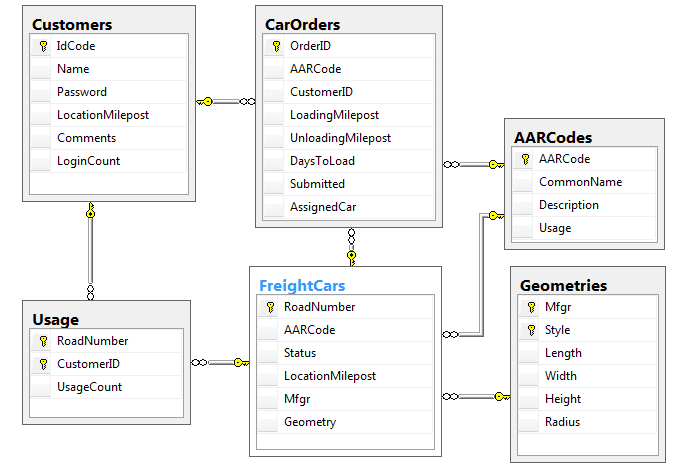 Customers
IdCode
Name
Password
LocationMilepost
Comments
LoginCount
CarOrders
OrderID
AARCode
CustomerID
LoadingMilepost
UnloadingMilepost
DaysToLoad
Submitted
AssignedCar
AARCodes
AARCode
CommonName
Description
Usage
Usage
RoadNumber
CustomerID
UsageCount
FreightCars
RoadNumber
AARCode
Status
LocationMilepost
Mfgr
Geometry
Geometries
Mfgr
Style
Length
Width
Height
Radius